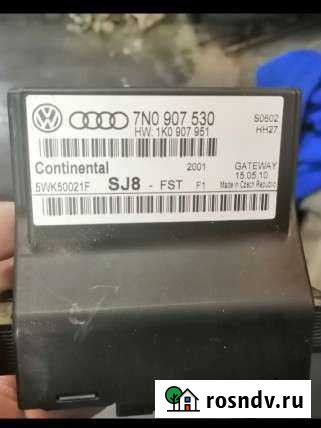 7N0 907 530
HW: 1K0 907 951
S0602
HH27
Continental
2001
GATEWAY
15.05.10
5WK50021F
SJ8 - FST F1
Made in Czech Republic
rosndv.ru